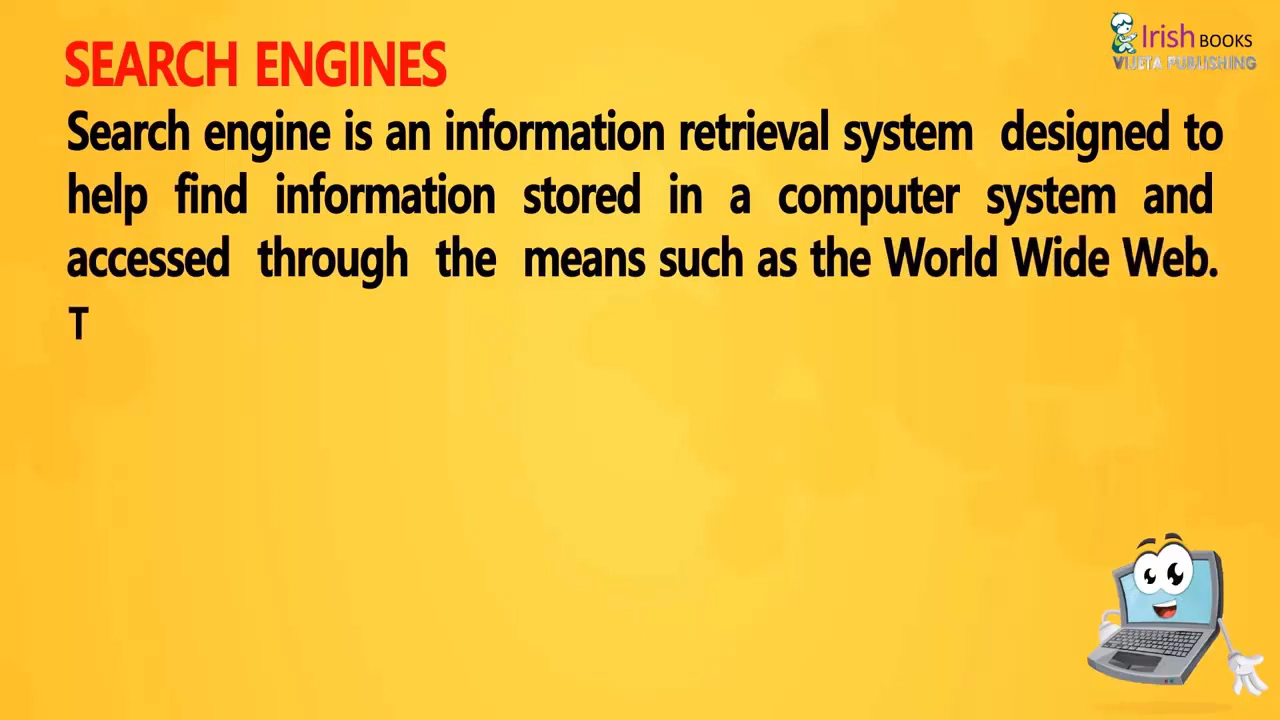 Irish BOOKS
VIJETA PUBLISHING
SEARCH ENGINES
Search engine is an information retrieval system designed to
help find information stored in a computer system and
accessed through the means such as the World Wide Web.
T